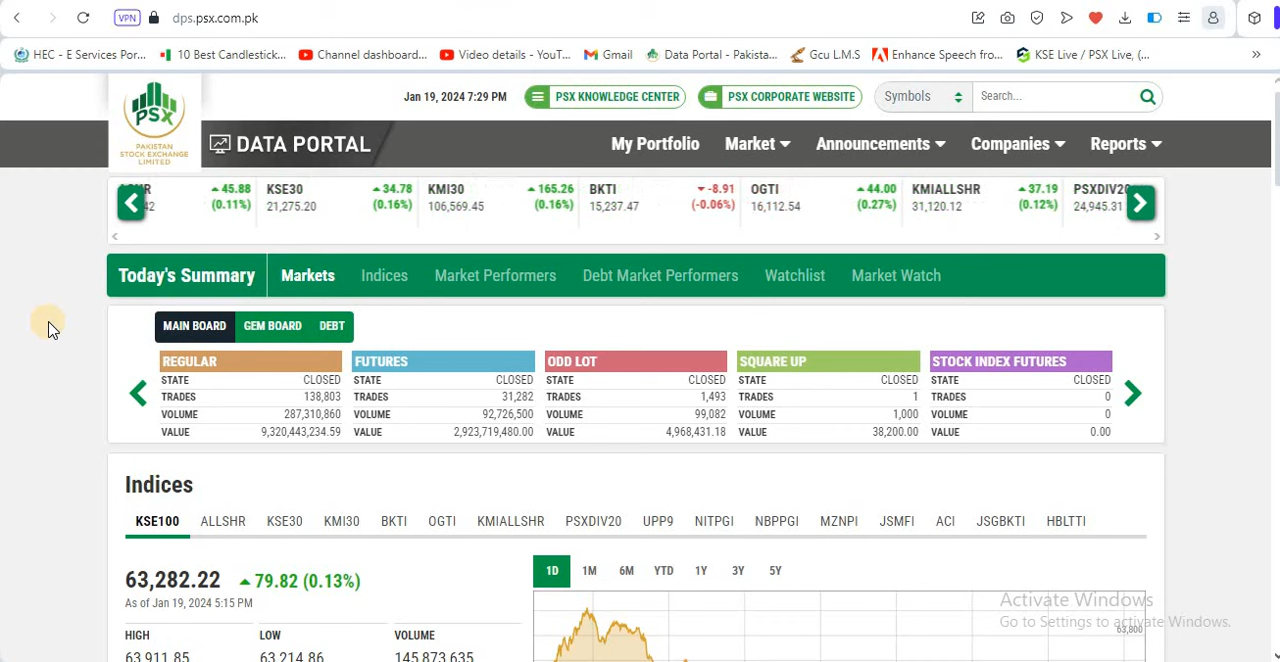 VPN dps.psx.com.pk
HEC - E Services Por... 10 Best Candlestick... Channel dashboard... Video details - YouT... Gmail Data Portal - Pakista... Gcu L.M.S Enhance Speech fro... KSE Live / PSX Live, (... »
PSX
PAKISTAN
STOCK EXCHANGE
LIMITED
Jan 19, 2024 7:29 PM PSX KNOWLEDGE CENTER PSX CORPORATE WEBSITE Symbols Search...
DATA PORTAL My Portfolio Market Announcements Companies Reports
45.88 KSE30 34.78 KMI30 165.26 BKTI -8.91 OGTI 44.00 KMIALLSHR 37.19 PSXDIV20
(0.11%) 21,275.20 (0.16%) 106,569.45 (0.16%) 15,237.47 (-0.06%) 16,112.54 (0.27%) 31,120.12 (0.12%) 24,945.31
Today's Summary Markets Indices Market Performers Debt Market Performers Watchlist Market Watch
MAIN BOARD GEM BOARD DEBT
REGULAR FUTURES ODD LOT SQUARE UP STOCK INDEX FUTURES
STATE CLOSED STATE CLOSED STATE CLOSED STATE CLOSED STATE CLOSED
TRADES 138,803 TRADES 31,282 TRADES 1,493 TRADES 1 TRADES 0
VOLUME 287,310,860 VOLUME 92,726,500 VOLUME 99,082 VOLUME 1,000 VOLUME 0
VALUE 9,320,443,234.59 VALUE 2,923,719,480.00 VALUE 4,968,431.18 VALUE 38,200.00 VALUE 0.00
Indices
KSE100 ALLSHR KSE30 KMI30 BKTI OGTI KMIALLSHR PSXDIV20 UPP9 NITPGI NBPPGI MZNPI JSMFI ACI JSGBKTI HBLTTI
63,282.22 79.82 (0.13%)
As of Jan 19, 2024 5:15 PM
1D 1M 6M YTD 1Y 3Y 5Y
HIGH LOW VOLUME
63,911.85 63,214.86 145,873,635
63,800
Activate Windows
Go to Settings to activate Windows.